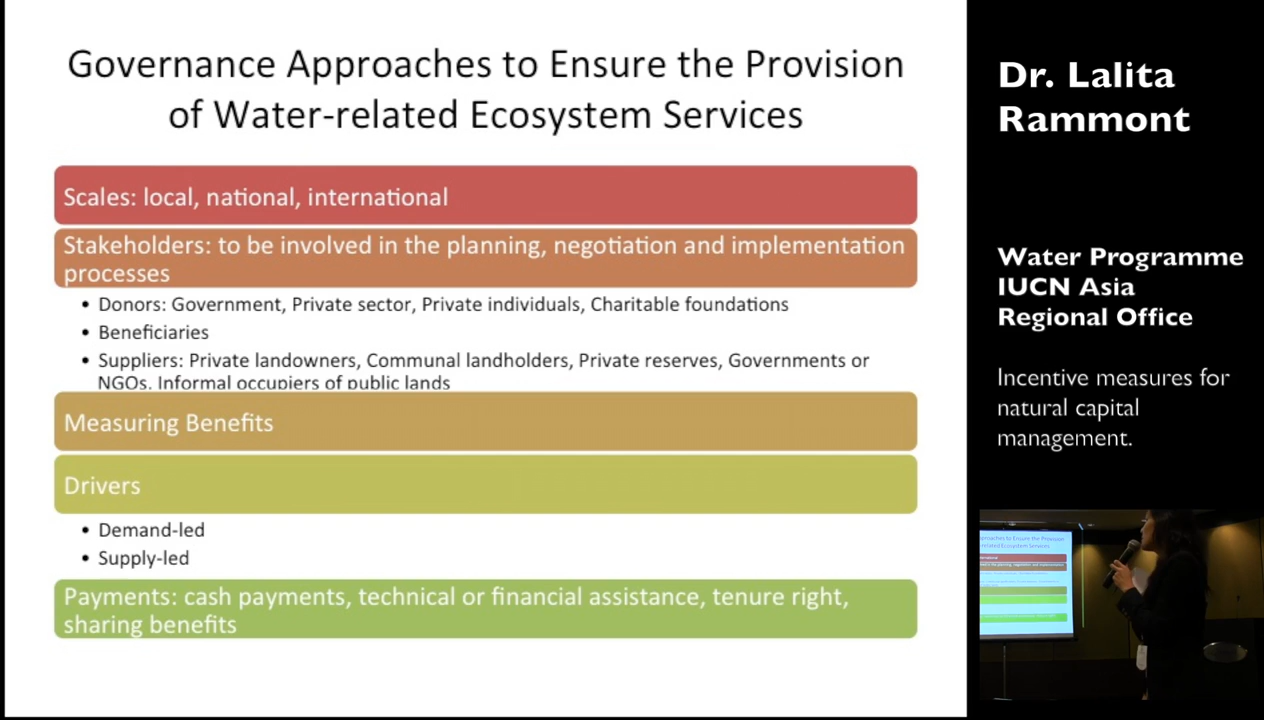 Governance Approaches to Ensure the Provision
of Water-related Ecosystem Services
Scales: local, national, international
Stakeholders: to be involved in the planning, negotiation and implementation
processes
• Donors: Government, Private sector, Private individuals, Charitable foundations
• Beneficiaries
• Suppliers: Private landowners, Communal landholders, Private reserves, Governments or
NGOs, Informal occupiers of public lands
Measuring Benefits
Drivers
• Demand-led
• Supply-led
Payments: cash payments, technical or financial assistance, tenure right,
sharing benefits
Dr. Lalita
Rammont
Water Programme
IUCN Asia
Regional Office
Incentive measures for
natural capital
management.